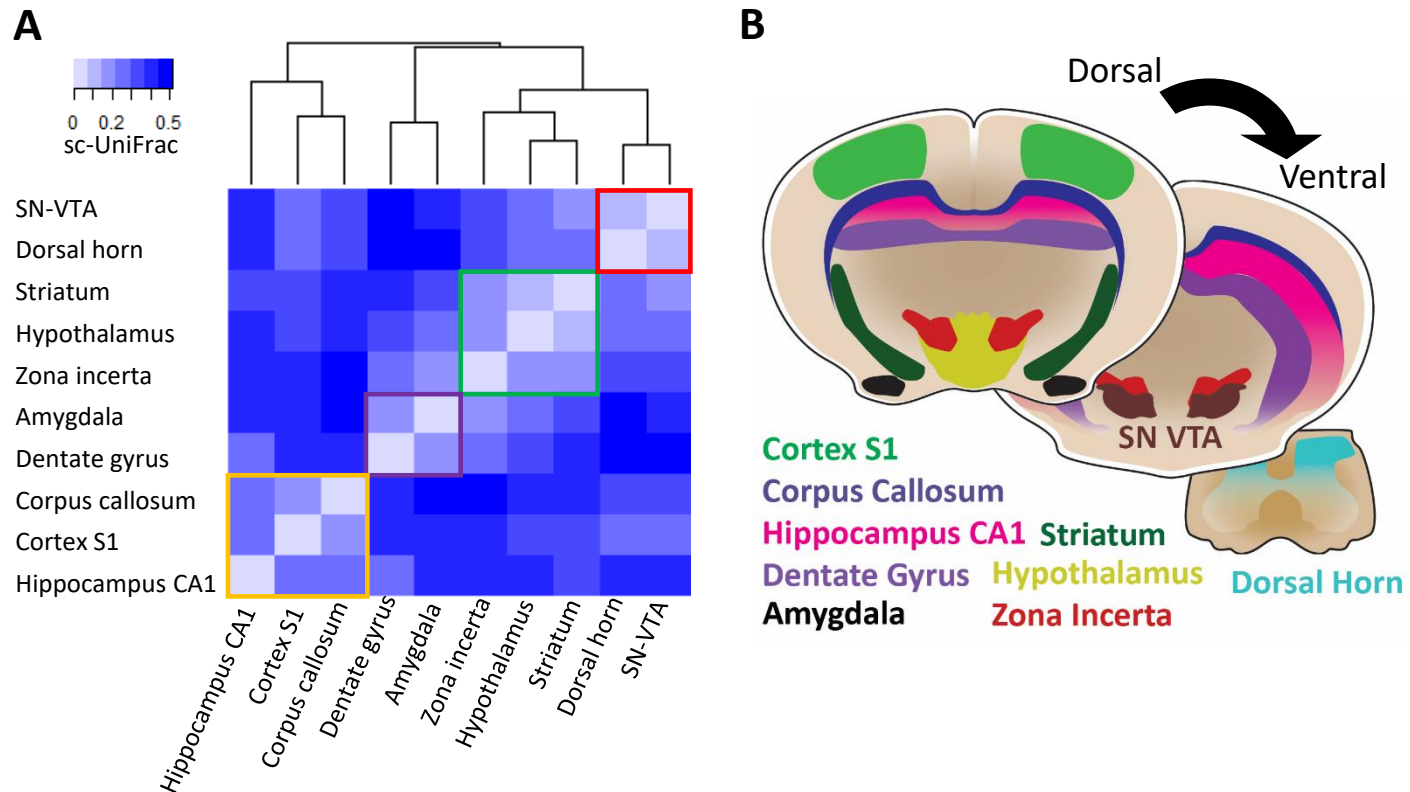 A
0 0.2 0.5
sc-UniFrac
SN-VTA
Dorsal horn
Striatum
Hypothalamus
Zona incerta
Amygdala
Dentate gyrus
Corpus callosum
Cortex S1
Hippocampus CA1
Hippocampus CA1
Cortex S1
Corpus callosum
Dentate gyrus
Amygdala
Zona incerta
Hypothalamus
Striatum
Dorsal horn
SN-VTA
B
Dorsal
Ventral
SN VTA
Cortex S1
Corpus Callosum
Hippocampus CA1 Striatum
Dentate Gyrus Hypothalamus Dorsal Horn
Amygdala Zona Incerta